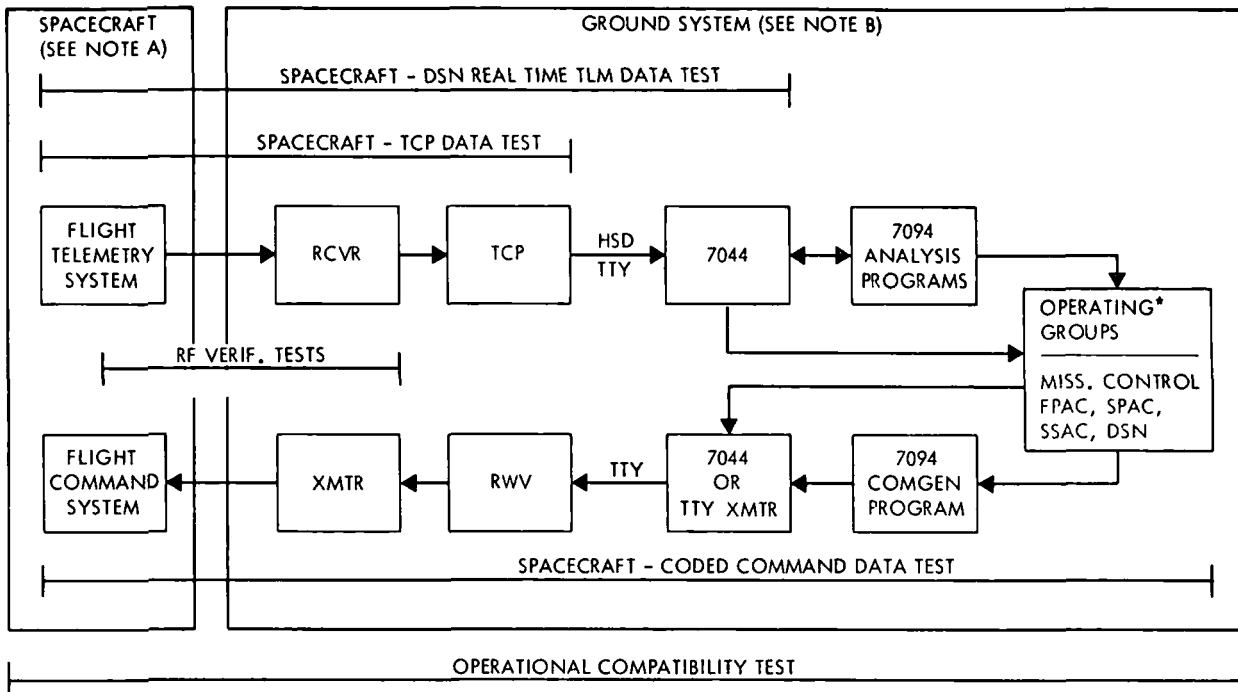 SPACECRAFT
(SEE NOTE A)
GROUND SYSTEM (SEE NOTE B)
SPACECRAFT - DSN REAL TIME TLM DATA TEST
SPACECRAFT - TCP DATA TEST
FLIGHT
TELEMETRY
SYSTEM
RCVR
TCP
HSD
TTY
7044
7094
ANALYSIS
PROGRAMS
OPERATING*
GROUPS
MISS. CONTROL
FPAC, SPAC,
SSAC, DSN
RF VERIF. TESTS
FLIGHT
COMMAND
SYSTEM
XMTR
RWV
TTY
7044
OR
TTY XMTR
7094
COMGEN
PROGRAM
SPACECRAFT - CODED COMMAND DATA TEST
OPERATIONAL COMPATIBILITY TEST